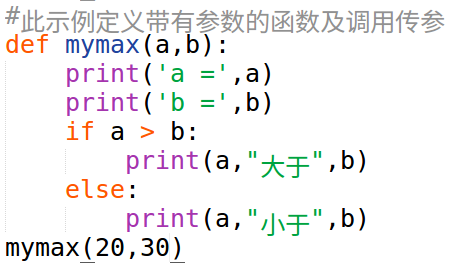 #此示例定义带有参数的函数及调用传参
def mymax(a,b):
    print('a =',a)
    print('b =',b)
    if a > b:
        print(a,"大于",b)
    else:
        print(a,"小于",b)
mymax(20,30)